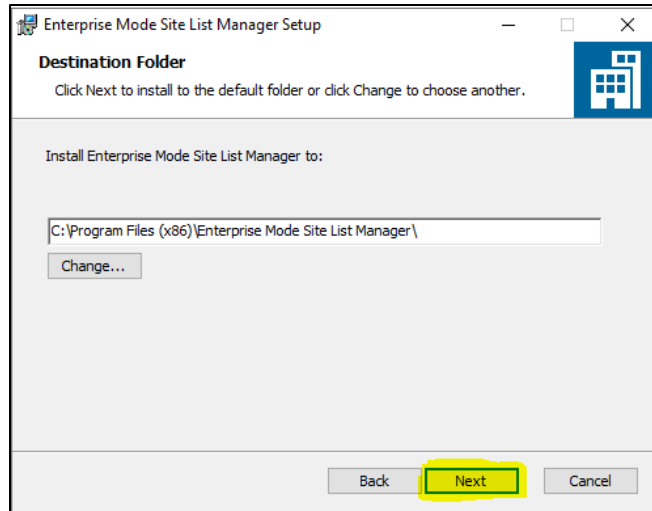 Enterprise Mode Site List Manager Setup
Destination Folder
Click Next to install to the default folder or click Change to choose another.
Install Enterprise Mode Site List Manager to:
C:\Program Files (x86)\Enterprise Mode Site List Manager\
Change...
Back Next Cancel